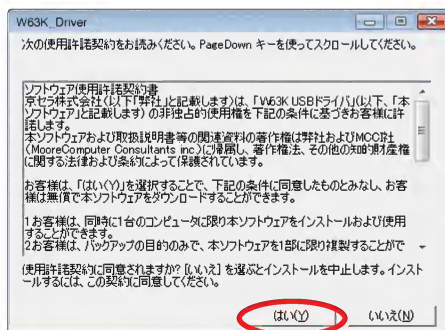 W63K_Driver
次の使用許諾契約をお読みください。PageDown キーを使ってスクロールしてください。
ソフトウェア使用許諾契約書
京セラ株式会社(以下「弊社」と記載します)は、「W63K USBドライバ」(以下、「本
ソフトウェア」と記載します) の非独占的使用権を下記の条件に基づきお客様に許
諾します。
本ソフトウェアおよび取扱説明書等の関連資料の著作権は弊社およびMCCI社
(MooreComputer Consultants inc)に帰属し、著作権法、その他の知的財産権
に関する法律および条約によって保護されています。
お客様は、「はい(Y)」を選択することで、下記の条件に同意したものとみなし、お客
様は無償で本ソフトウェアをダウンロードすることができます。
1お客様は、同時に1台のコンピュータに限り本ソフトウェアをインストールおよび使用
することができます。
2お客様は、バックアップの目的のみで、本ソフトウェアを1部に限り複製することがで
使用許諾契約に同意されますか? [いいえ] を選ぶとインストールを中止します。インスト
ールするには、この契約に同意してください。
はい(Y)
いいえ(N)